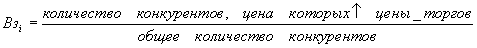 Вз_i = количество конкурентов, цена которых↑ цены_торгов
общее количество конкурентов